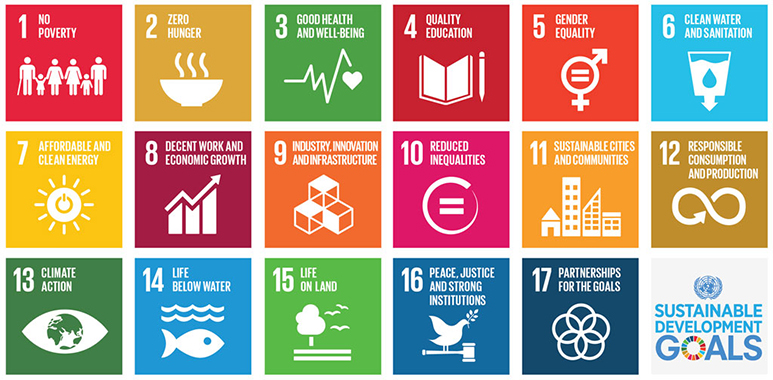 1 NO
POVERTY
2 ZERO
HUNGER
3 GOOD HEALTH
AND WELL-BEING
4 QUALITY
EDUCATION
5 GENDER
EQUALITY
6 CLEAN WATER
AND SANITATION
7 AFFORDABLE AND
CLEAN ENERGY
8 DECENT WORK AND
ECONOMIC GROWTH
9 INDUSTRY, INNOVATION
AND INFRASTRUCTURE
10 REDUCED
INEQUALITIES
11 SUSTAINABLE CITIES
AND COMMUNITIES
12 RESPONSIBLE
CONSUMPTION
AND PRODUCTION
13 CLIMATE
ACTION
14 LIFE
BELOW WATER
15 LIFE
ON LAND
16 PEACE, JUSTICE
AND STRONG
INSTITUTIONS
17 PARTNERSHIPS
FOR THE GOALS
SUSTAINABLE
DEVELOPMENT
GOALS